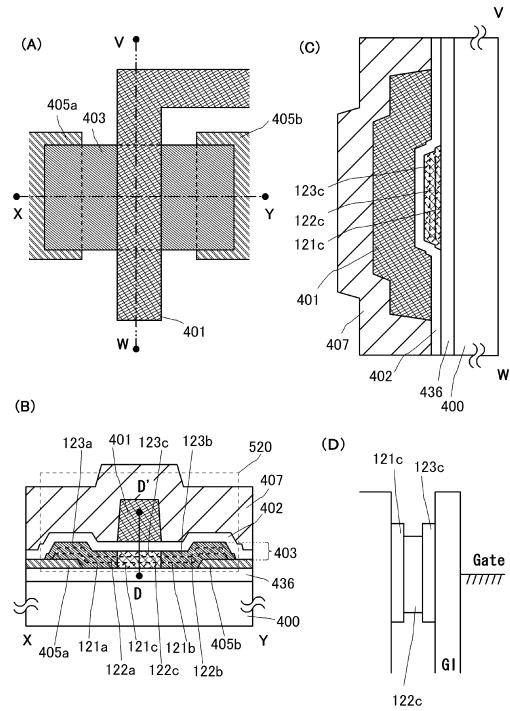 (A)
V
405a
403
405b
X
Y
401
W
(C)
V
123c
122c
121c
401
407
402
436
400
W
(B)
123a
401
123c
123b
520
D'
407
402
403
436
D
400
X
Y
405a
121a
121c
121b
405b
122a
122c
122b
(D)
121c
123c
Gate
GI
122c